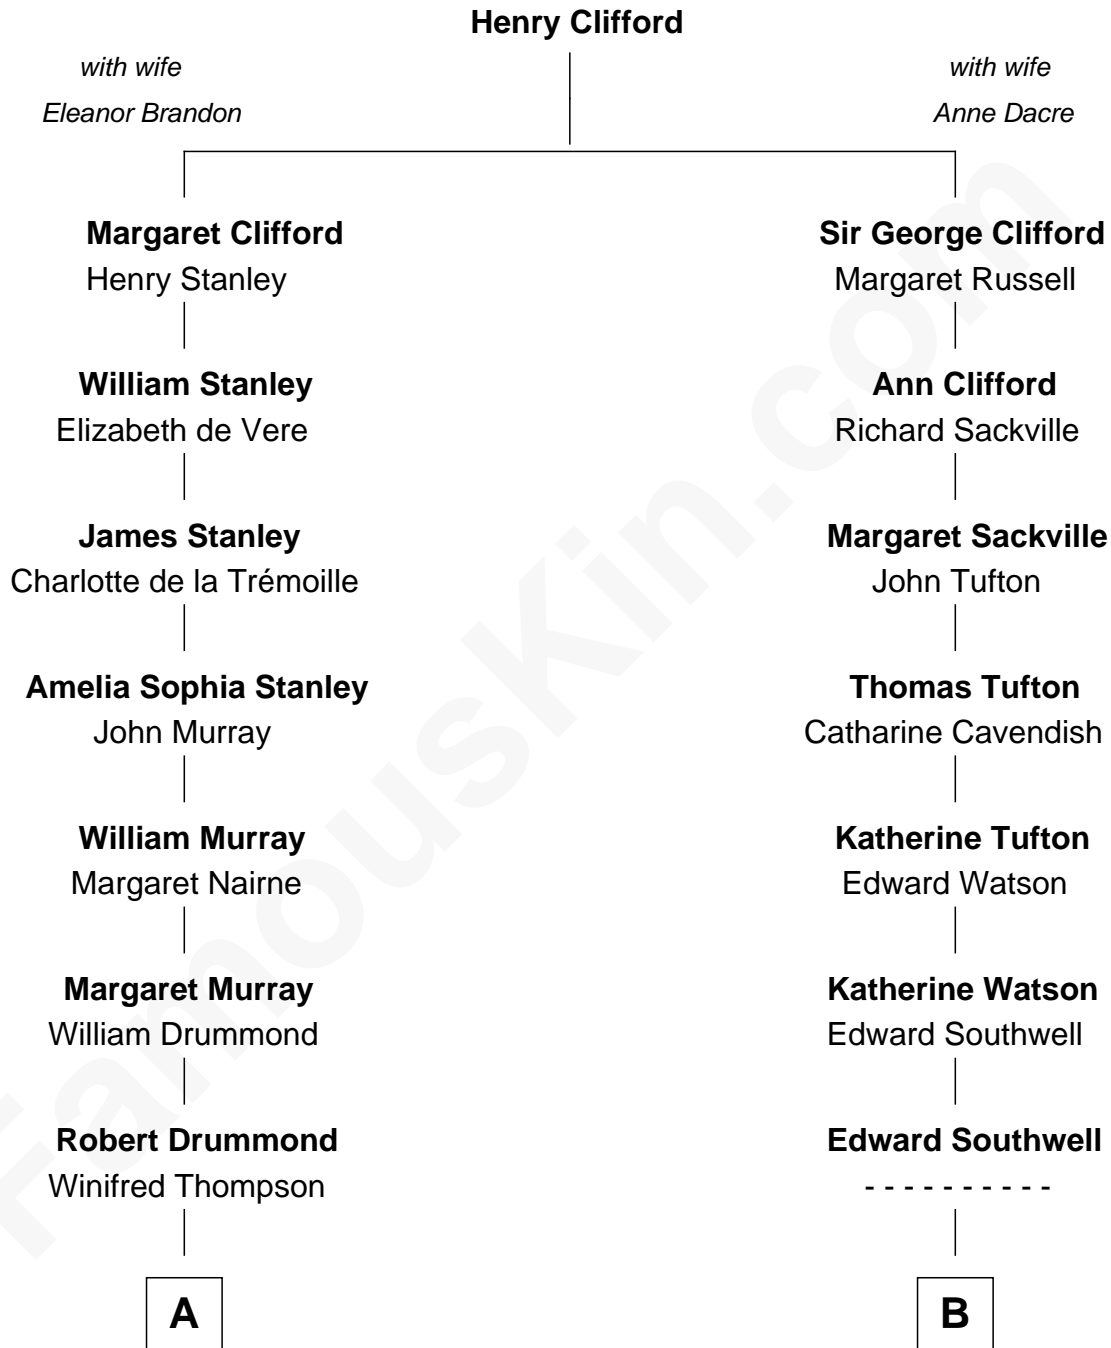 Henry Clifford
with wife
Eleanor Brandon
with wife
Anne Dacre
Margaret Clifford
Henry Stanley
Sir George Clifford
Margaret Russell
William Stanley
Elizabeth de Vere
Ann Clifford
Richard Sackville
James Stanley
Charlotte de la Trémoille
Margaret Sackville
John Tufton
Amelia Sophia Stanley
John Murray
Thomas Tufton
Catharine Cavendish
William Murray
Margaret Nairne
Katherine Tufton
Edward Watson
Margaret Murray
William Drummond
Katherine Watson
Edward Southwell
Robert Drummond
Winifred Thompson
Edward Southwell
- - - - - - - - - -
A
B
FamousKin.com